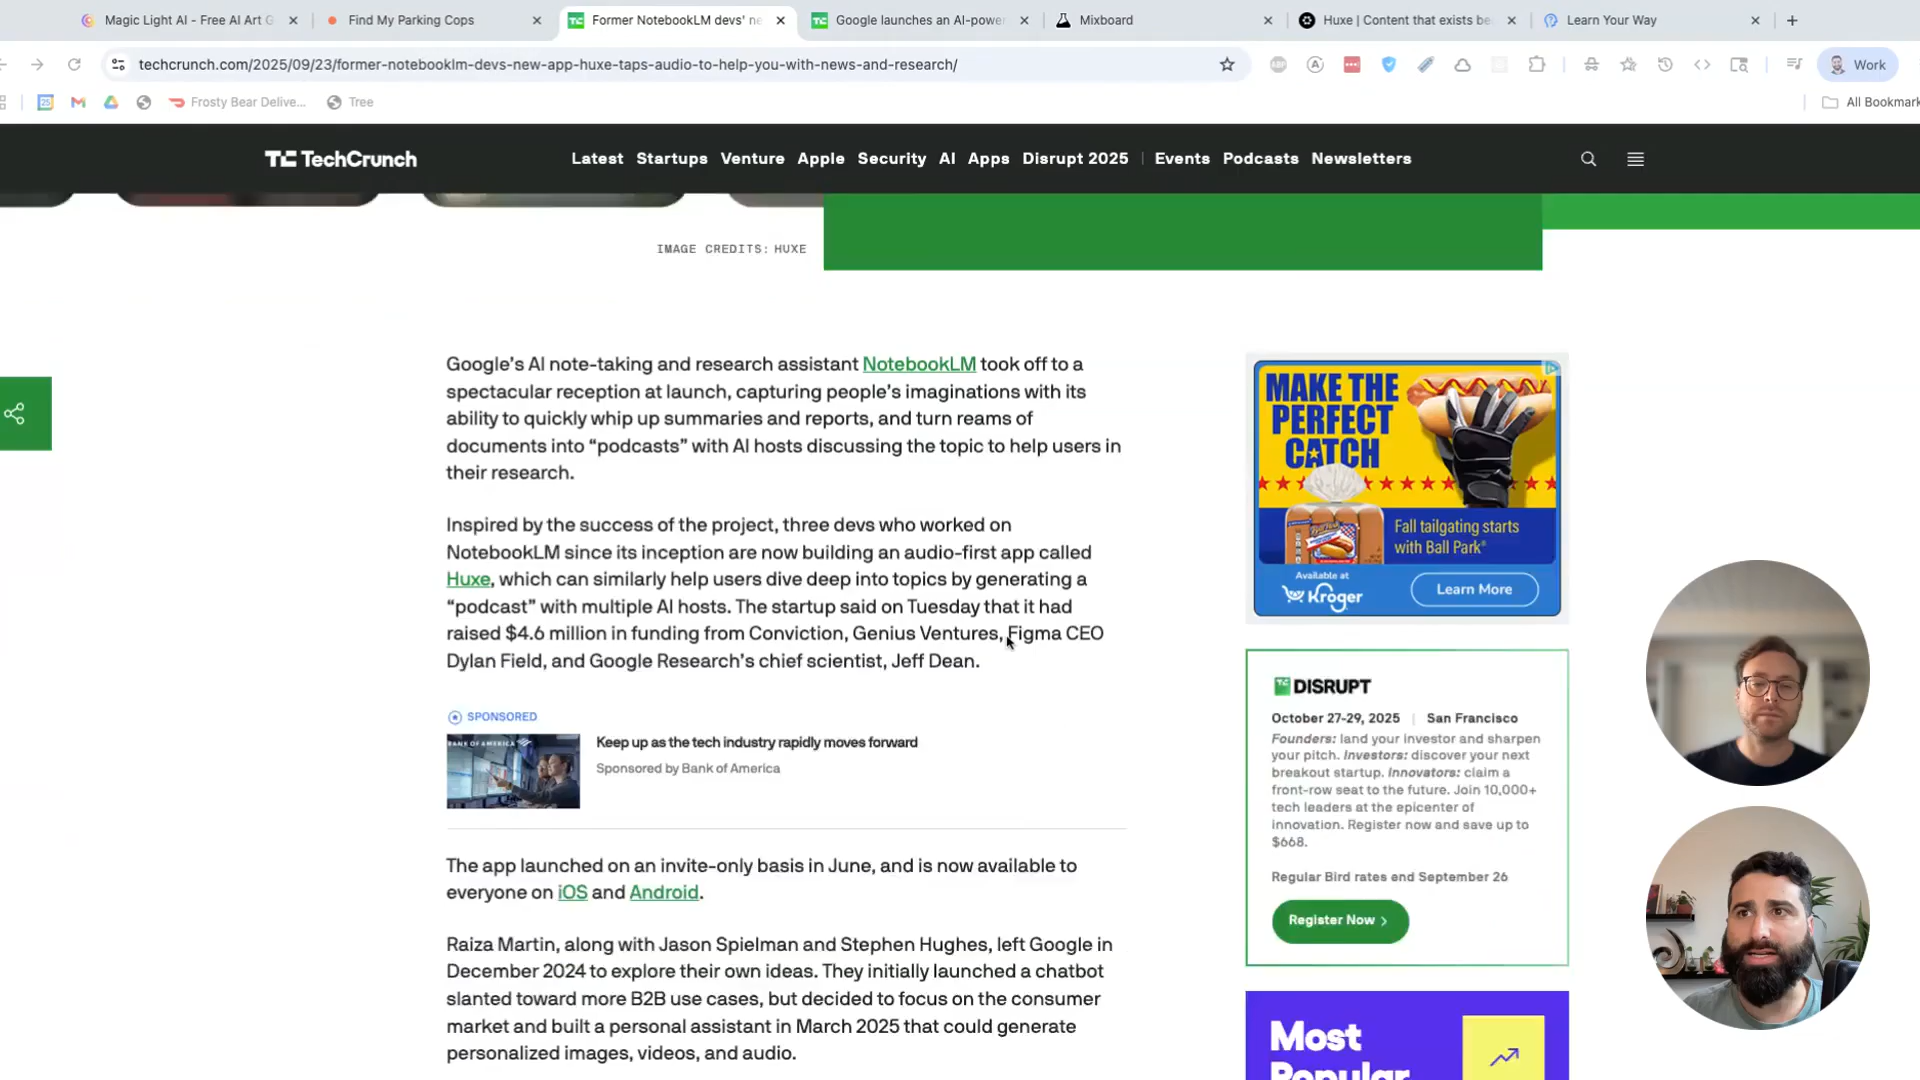 Magic Light AI - Free AI Art G
Find My Parking Cops
Former NotebookLM devs' ne
Google launches an AI-power
Mixboard
Huxe | Content that exists be
Learn Your Way
techcrunch.com/2025/09/23/former-notebooklm-devs-new-app-huxe-taps-audio-to-help-you-with-news-and-research/
Work
Frosty Bear Delive...
Tree
All Bookmark
TechCrunch
Latest Startups Venture Apple Security AI Apps Disrupt 2025 | Events Podcasts Newsletters
IMAGE CREDITS: HUXE
Google's AI note-taking and research assistant NotebookLM took off to a
spectacular reception at launch, capturing people's imaginations with its
ability to quickly whip up summaries and reports, and turn reams of
documents into “podcasts” with AI hosts discussing the topic to help users in
their research.
Inspired by the success of the project, three devs who worked on
NotebookLM since its inception are now building an audio-first app called
Huxe, which can similarly help users dive deep into topics by generating a
“podcast” with multiple AI hosts. The startup said on Tuesday that it had
raised $4.6 million in funding from Conviction, Genius Ventures, Figma CEO
Dylan Field, and Google Research's chief scientist, Jeff Dean.
SPONSORED
BANK OF AMERICA
Keep up as the tech industry rapidly moves forward
Sponsored by Bank of America
The app launched on an invite-only basis in June, and is now available to
everyone on iOS and Android.
Raiza Martin, along with Jason Spielman and Stephen Hughes, left Google in
December 2024 to explore their own ideas. They initially launched a chatbot
slanted toward more B2B use cases, but decided to focus on the consumer
market and built a personal assistant in March 2025 that could generate
personalized images, videos, and audio.
MAKE THE
PERFECT
CATCH
Fall tailgating starts
with Ball Park®
Available at
Kroger
Learn More
DISRUPT
October 27-29, 2025 | San Francisco
Founders: land your investor and sharpen
your pitch. Investors: discover your next
breakout startup. Innovators: claim a
front-row seat to the future. Join 10,000+
tech leaders at the epicenter of
innovation. Register now and save up to
$668.
Regular Bird rates end September 26
Register Now
Most
Popular